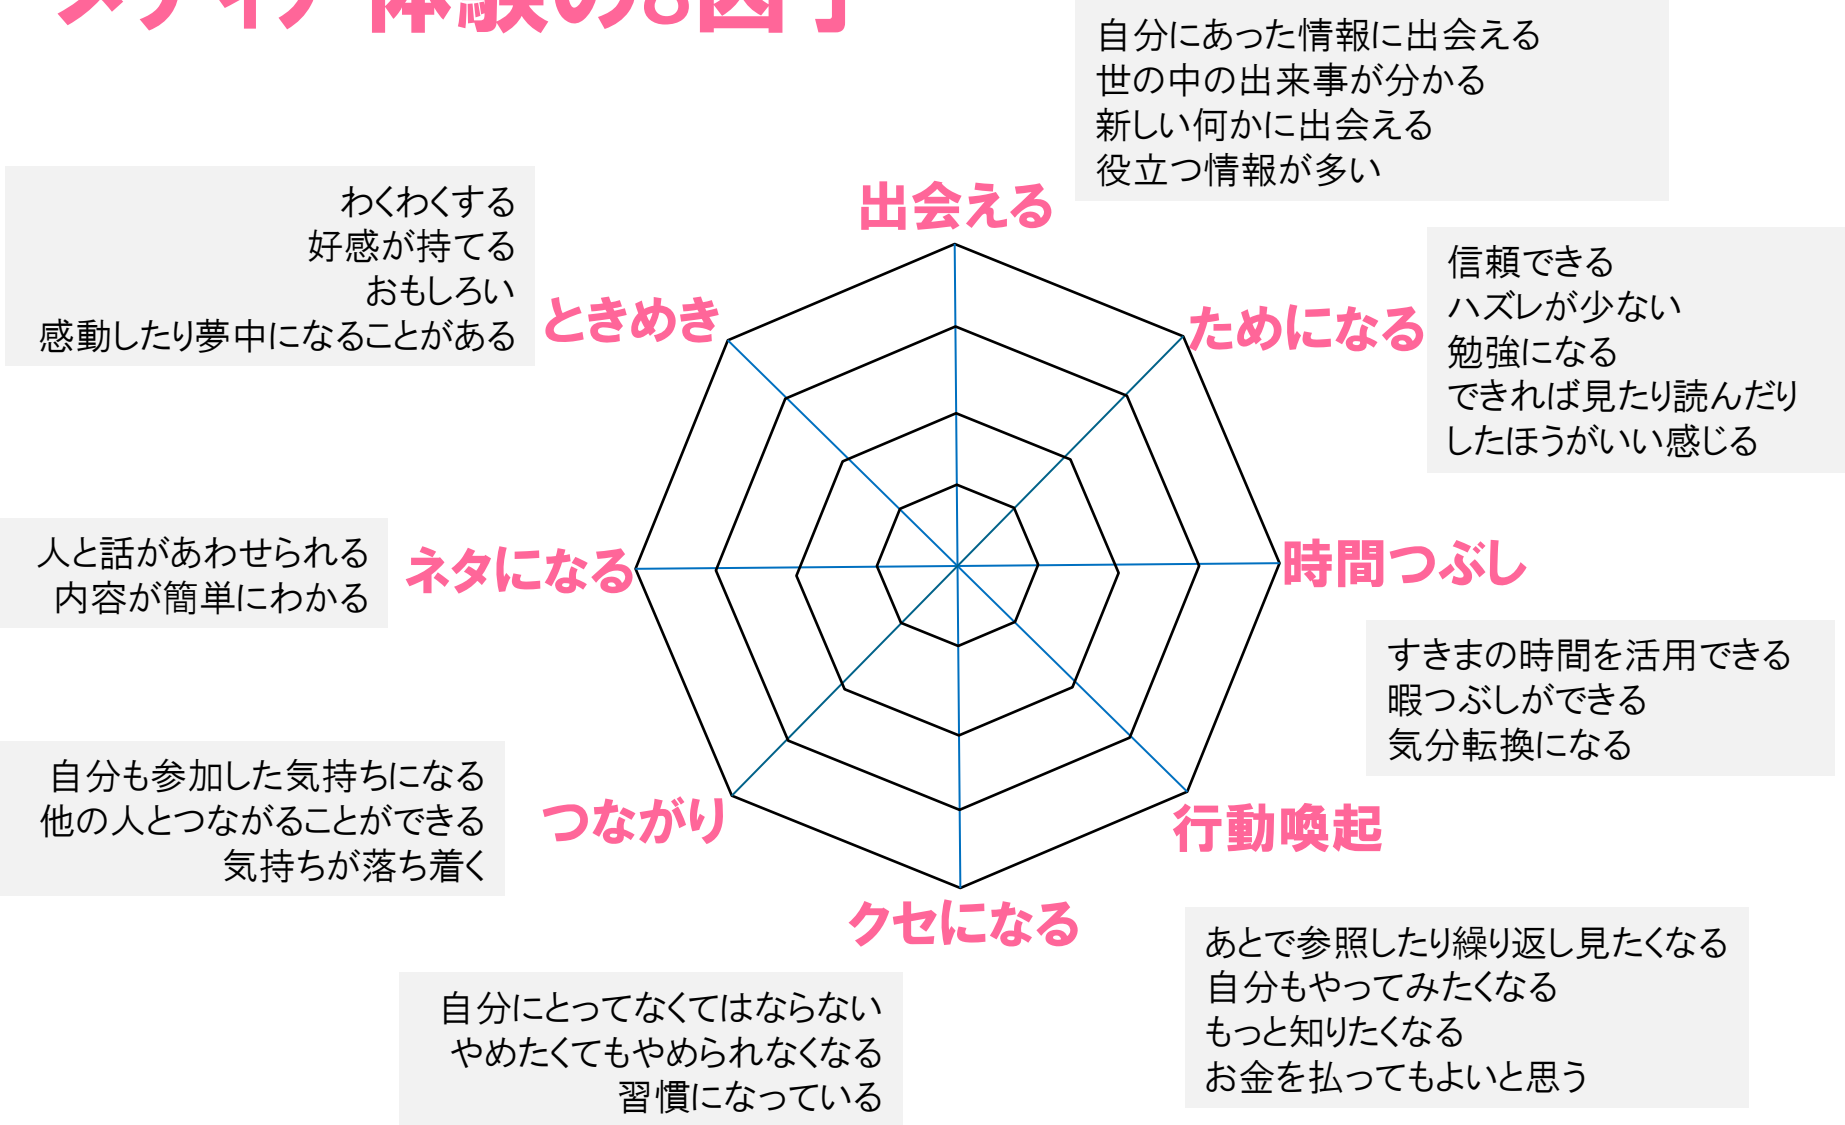 メディア体験の8因子
自分にあった情報に出会える
世の中の出来事が分かる
新しい何かに出会える
役立つ情報が多い
出会える
わくわくする
好感が持てる
おもしろい
感動したり夢中になることがある
ときめき
ためになる
信頼できる
ハズレが少ない
勉強になる
できれば見たり読んだり
したほうがいい感じる
人と話があわせられる
内容が簡単にわかる
ネタになる
時間つぶし
すきまの時間を活用できる
暇つぶしができる
気分転換になる
自分も参加した気持ちになる
他の人とつながることができる
気持ちが落ち着く
つながり
行動喚起
クセになる
あとで参照したり繰り返し見たくなる
自分もやってみたくなる
もっと知りたくなる
お金を払ってもよいと思う
自分にとってなくてはならない
やめたくてもやめられなくなる
習慣になっている